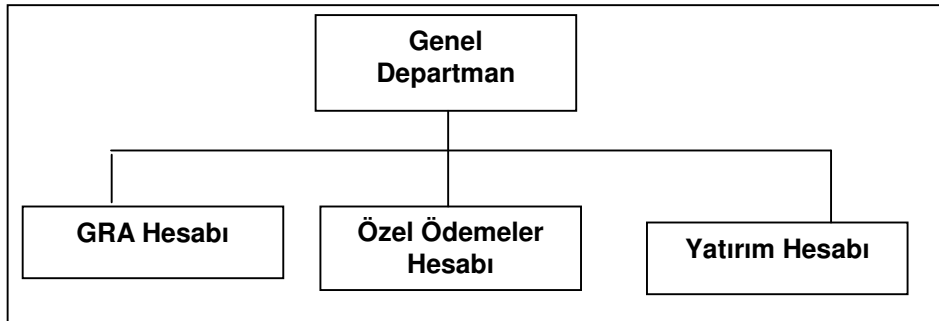 Genel
Departman
GRA Hesabı
Özel Ödemeler
Hesabı
Yatırım Hesabı